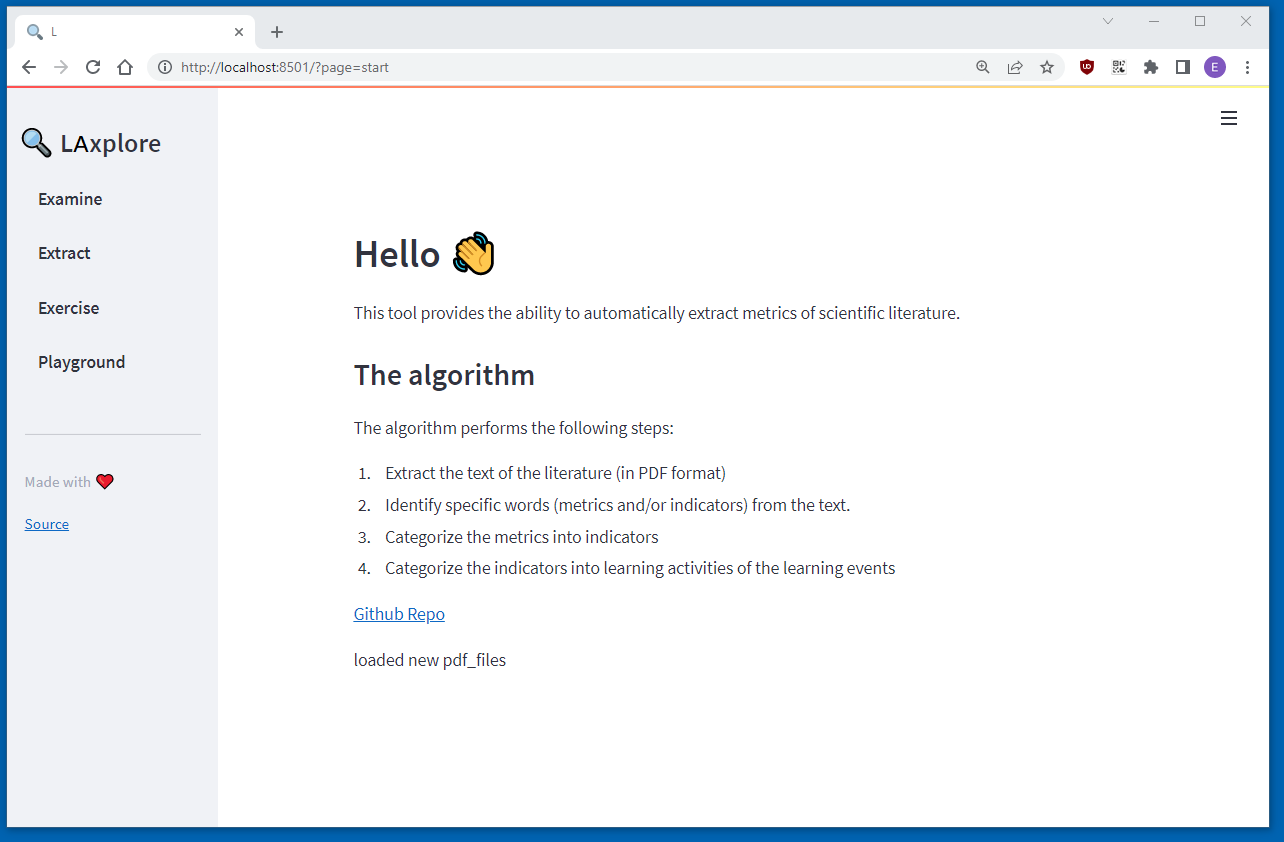 L
http://localhost:8501/?page=start
E
LAxplore
Examine
Extract
Exercise
Playground
Made with
Source
Hello
This tool provides the ability to automatically extract metrics of scientific literature.
The algorithm
The algorithm performs the following steps:
1. Extract the text of the literature (in PDF format)
2. Identify specific words (metrics and/or indicators) from the text.
3. Categorize the metrics into indicators
4. Categorize the indicators into learning activities of the learning events
Github Repo
loaded new pdf_files